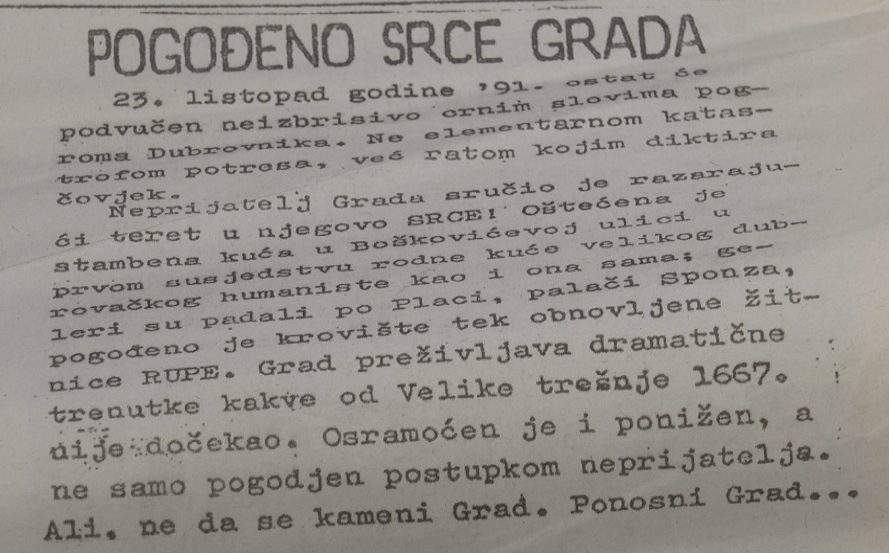 POGOĐENO SRCE GRADA
23. listopad godine '91. ostat će
podvučen neizbrisivo crnim slovima pog-
roma Dubrovnika. Ne elementarnom katas-
trofom potresa, već ratom kojim diktira
čovjek.
Neprijatelj Grada sručio je razaraju-
ći teret u njegovo SRCE! Oštećena je
stambena kuća u Boškovićevoj ulici u
prvom susjedstvu rodne kuće velikog dub-
rovačkog humaniste kao i ona sama; ge-
leri su padali po Placi, palači Sponza,
pogođeno je krovište tek obnovljene žit-
nice RUPE. Grad preživljava dramatične
trenutke kakve od Velike trešnje 1667.
nije dočekao. Osramoćen je i ponižen, a
ne samo pogodjen postupkom neprijatelja.
Ali. ne da se kameni Grad. Ponosni Grad...